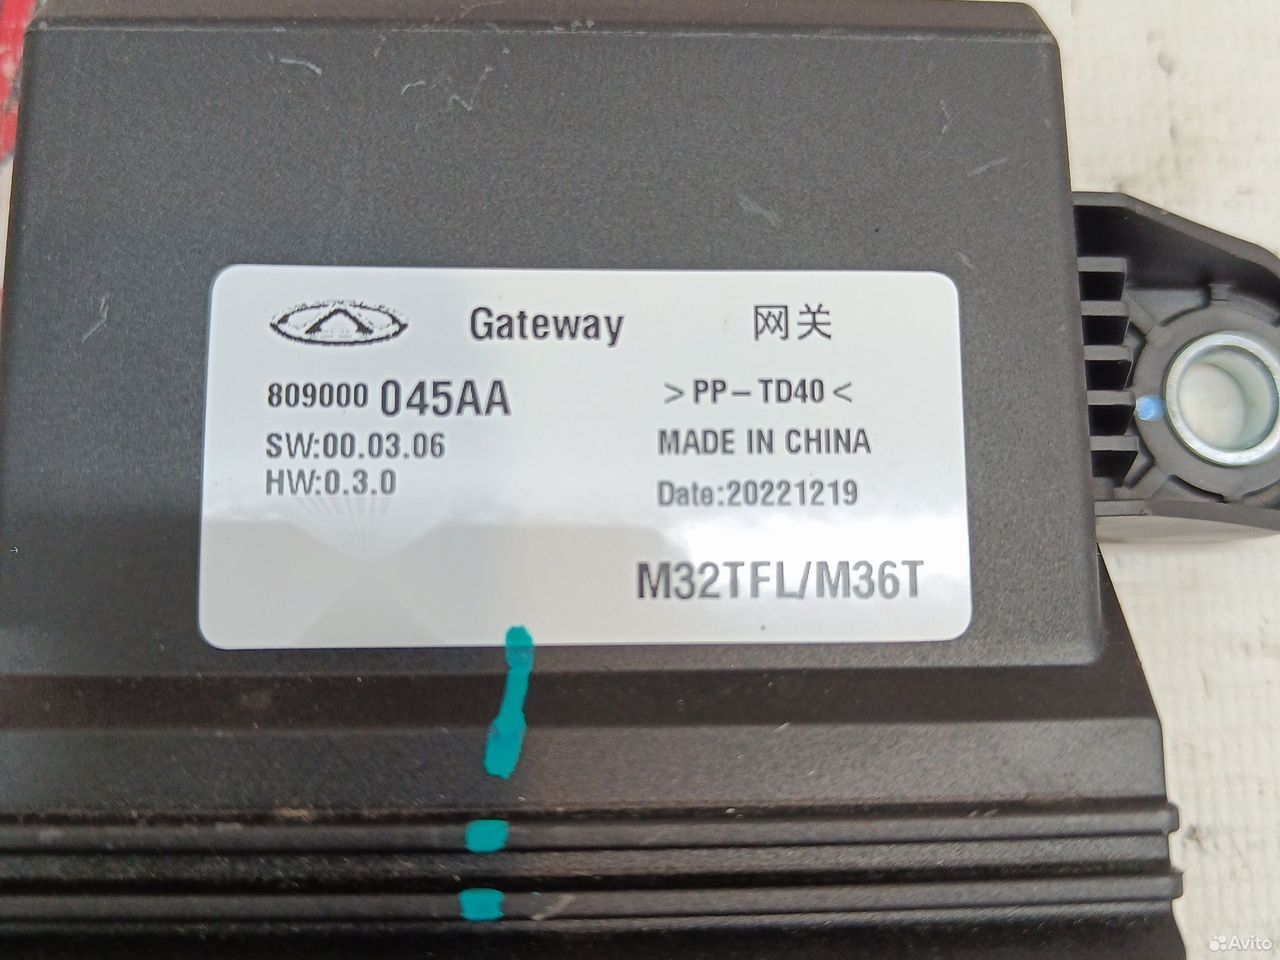 Gateway 网关
809000 045AA >PP-TD40<
SW:00.03.06 MADE IN CHINA
HW:0.3.0 Date:20221219
M32TFL/M36T
Avito